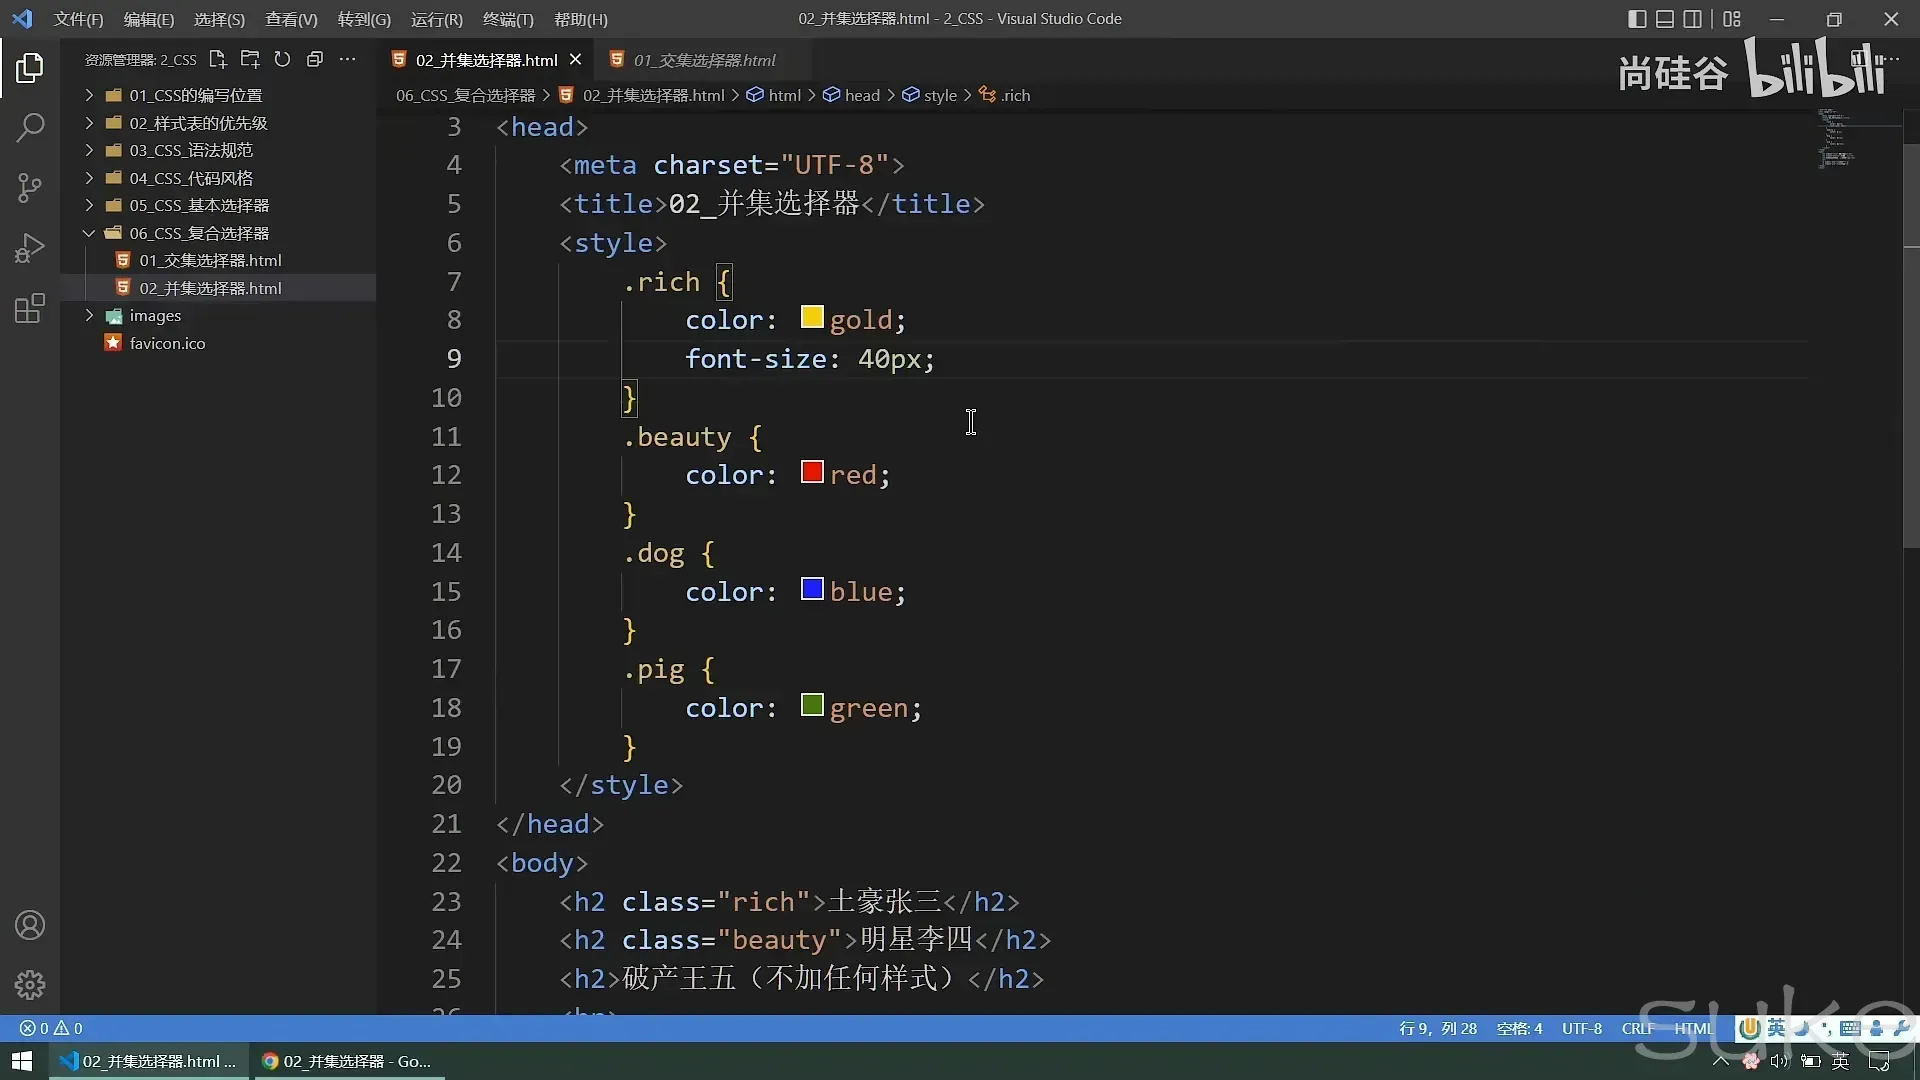 文件(F) 编辑(E) 选择(S) 查看(V) 转到(G) 运行(R) 终端(T) 帮助(H) 02_并集选择器.html - 2_CSS - Visual Studio Code
资源管理器: 2_CSS
01_CSS的编写位置
02_样式表的优先级
03_CSS_语法规范
04_CSS_代码风格
05_CSS_基本选择器
06_CSS_复合选择器
01_交集选择器.html
02_并集选择器.html
images
favicon.ico
02_并集选择器.html 01_交集选择器.html
尚硅谷 bilibili
06_CSS_复合选择器 > 02_并集选择器.html > html > head > style > .rich
3 <head>
4 <meta charset="UTF-8">
5 <title>02_并集选择器</title>
6 <style>
7 .rich {
8 color: gold;
9 font-size: 40px;
10 }
11 .beauty {
12 color: red;
13 }
14 .dog {
15 color: blue;
16 }
17 .pig {
18 color: green;
19 }
20 </style>
21 </head>
22 <body>
23 <h2 class="rich">土豪张三</h2>
24 <h2 class="beauty">明星李四</h2>
25 <h2>破产王五（不加任何样式）</h2>
0 0 行 9，列 28 空格: 4 UTF-8 CRLF HTML 英
suke
02_并集选择器.html ... 02_并集选择器 - Go... 英